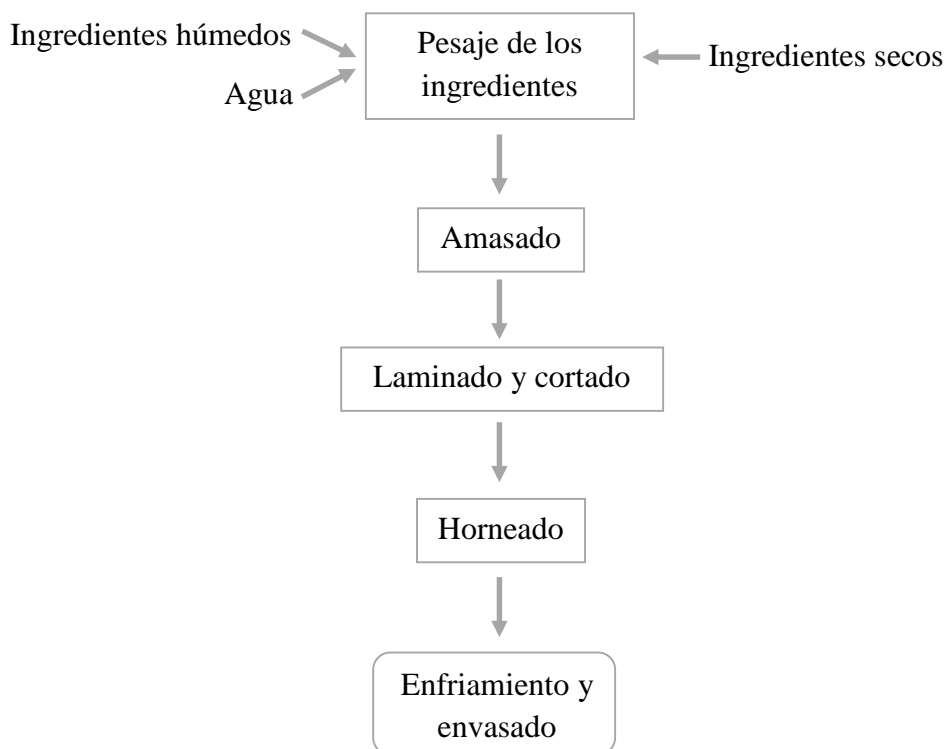 Ingredientes húmedos
Agua
Pesaje de los
ingredientes
Ingredientes secos
Amasado
Laminado y cortado
Horneado
Enfriamiento y
envasado